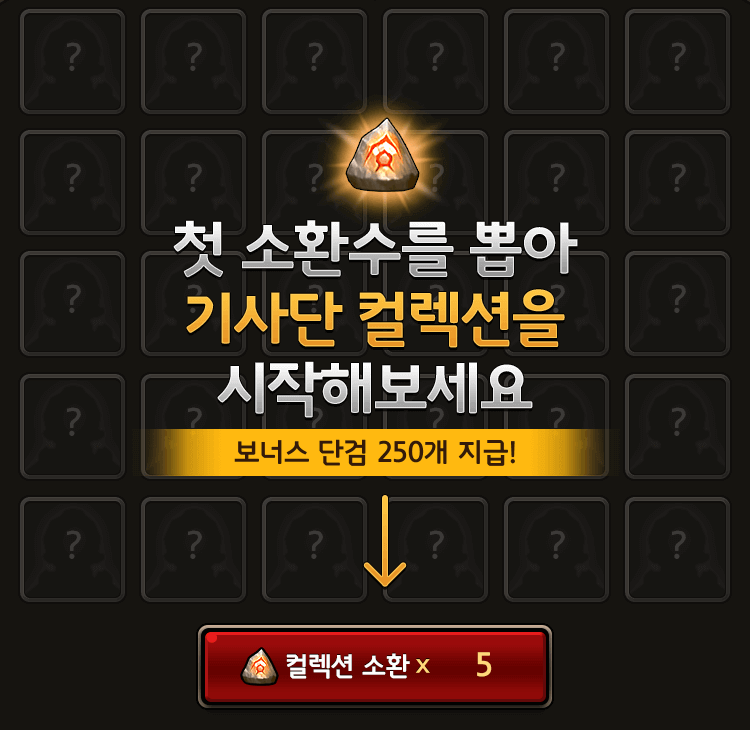 ? ? ? ? ? ?
? ? ? ? ?
첫 소환수를 뽑아
? ?
기사단 컬렉션을
시작해보세요
? ? ? ? ? ?
보너스 단검 250개 지급!
? ? ? ? ? ?
컬렉션 소환 x 5